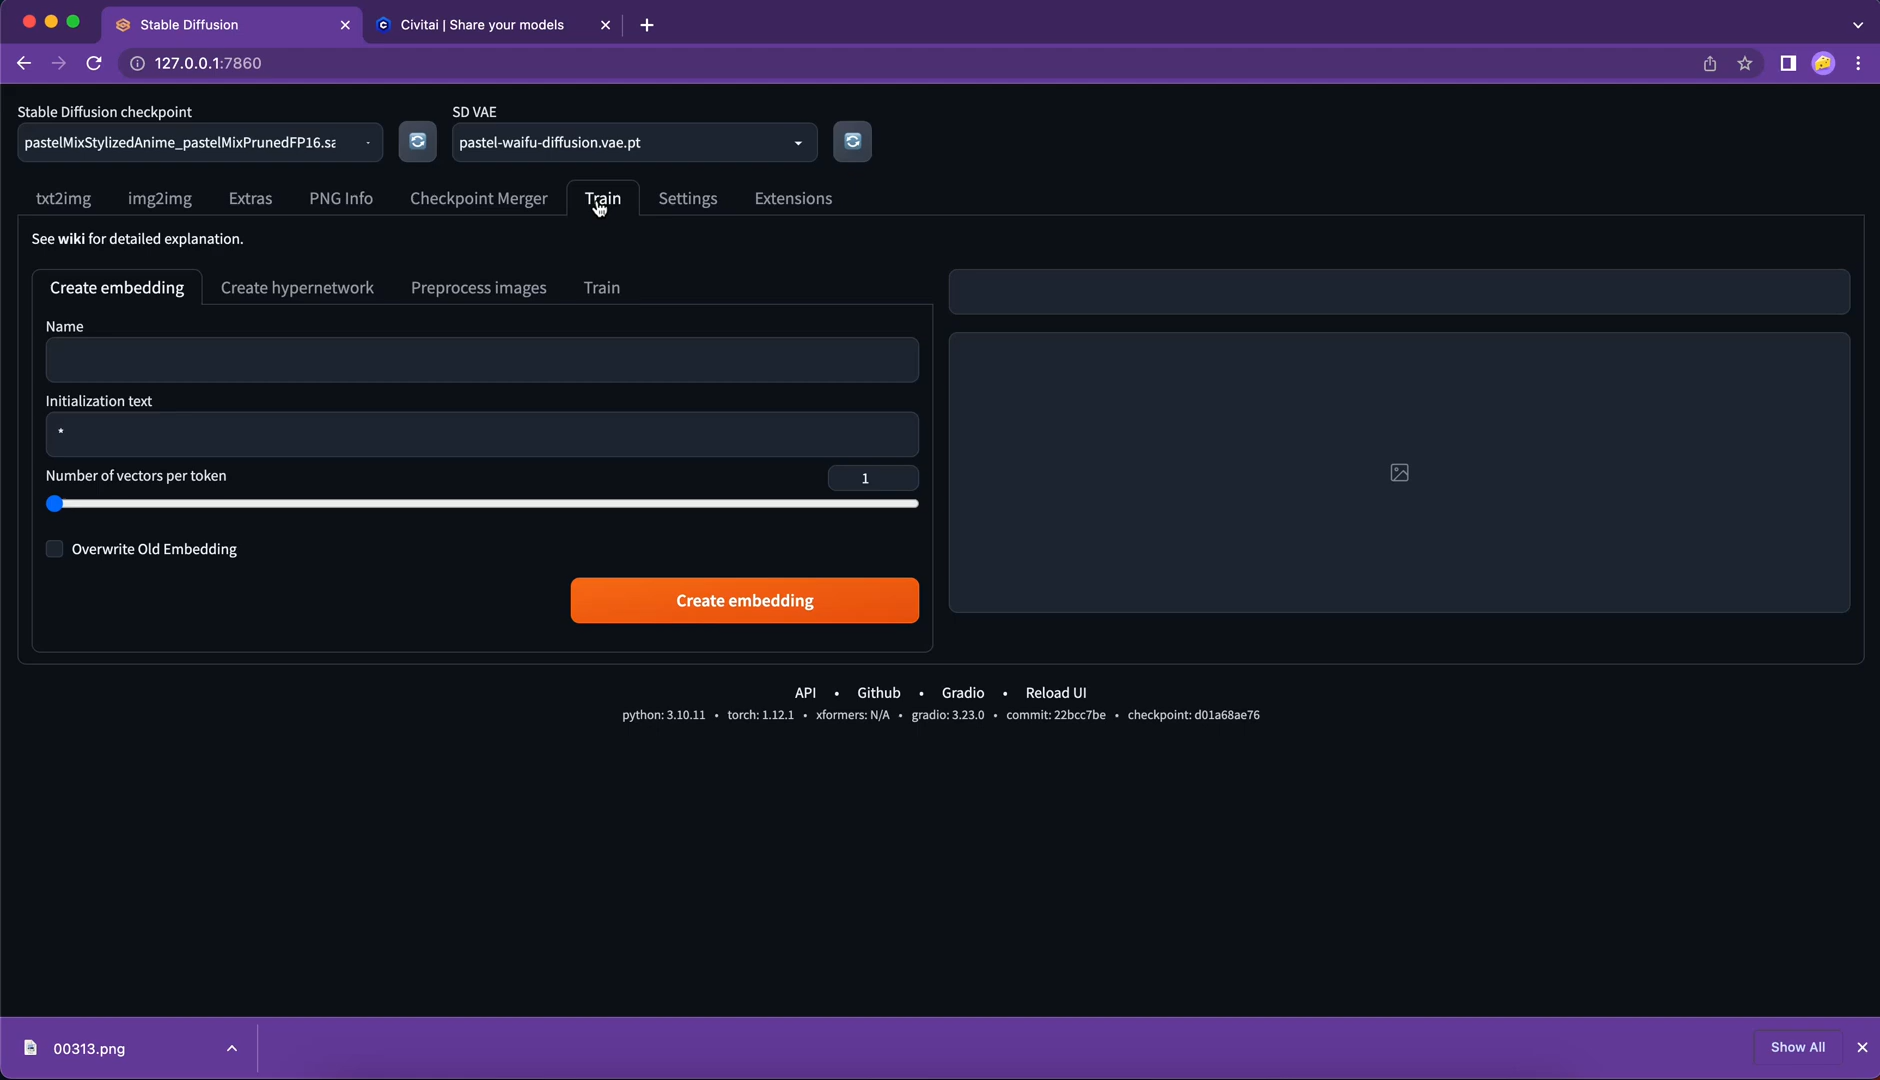 Stable Diffusion
Civitai | Share your models
127.0.0.1:7860
Stable Diffusion checkpoint
SD VAE
pastelMixStylizedAnime_pastelMixPrunedFP16.sa
pastel-waifu-diffusion.vae.pt
txt2img
img2img
Extras
PNG Info
Checkpoint Merger
Train
Settings
Extensions
See wiki for detailed explanation.
Create embedding
Create hypernetwork
Preprocess images
Train
Name
Initialization text
*
Number of vectors per token
1
Overwrite Old Embedding
Create embedding
API • Github • Gradio • Reload UI
python: 3.10.11 • torch: 1.12.1 • xformers: N/A • gradio: 3.23.0 • commit: 22bcc7be • checkpoint: d01a68ae76
00313.png
Show All